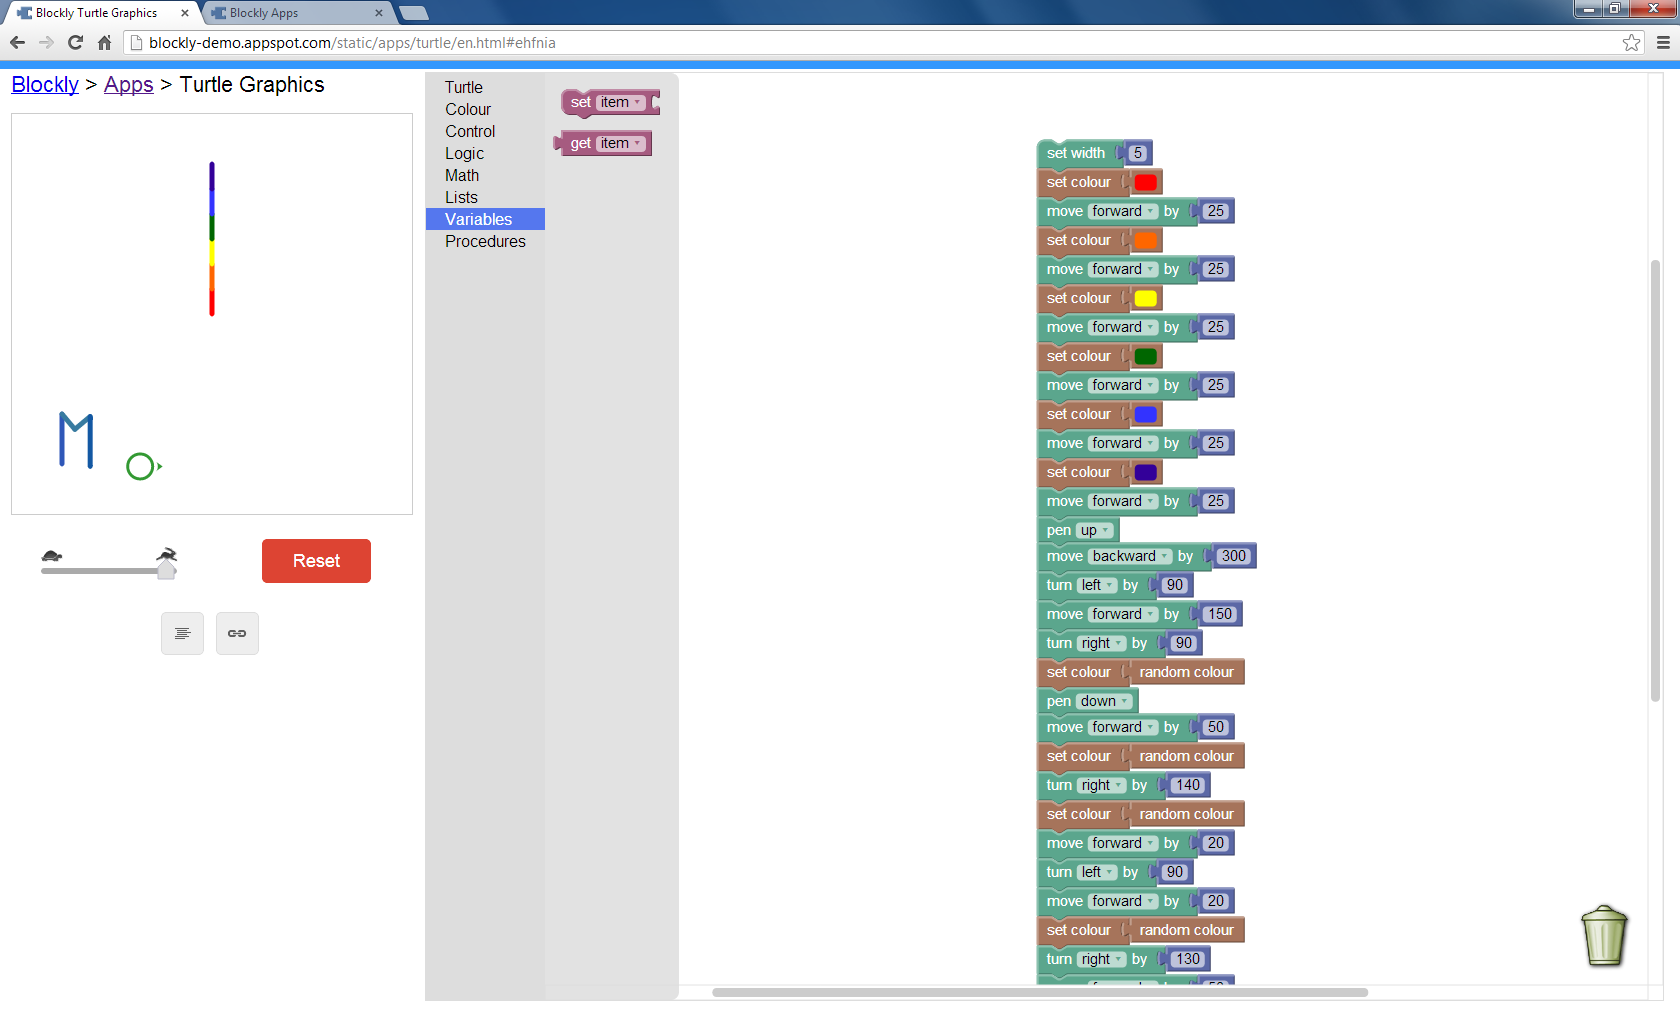 Blockly Turtle Graphics
Blockly Apps
blockly-demo.appspot.com/static/apps/turtle/en.html#ehfnia
Blockly > Apps > Turtle Graphics
Reset
Turtle
Colour
Control
Logic
Math
Lists
Variables
Procedures
set item
get item
set width 5
set colour
move forward by 25
set colour
move forward by 25
set colour
move forward by 25
set colour
move forward by 25
set colour
move forward by 25
set colour
move forward by 25
pen up
move backward by 300
turn left by 90
move forward by 150
turn right by 90
set colour random colour
pen down
move forward by 50
set colour random colour
turn right by 140
set colour random colour
move forward by 20
turn left by 90
move forward by 20
set colour random colour
turn right by 130